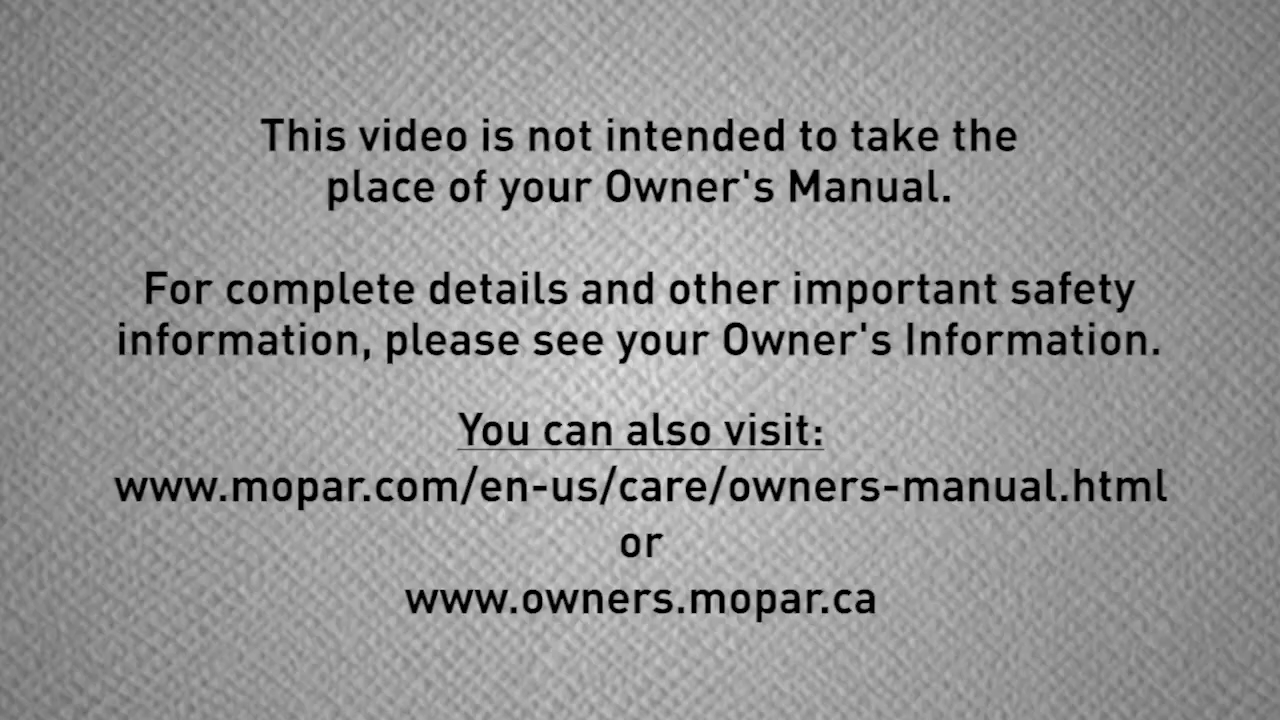 This video is not intended to take the
place of your Owner's Manual.
For complete details and other important safety
information, please see your Owner's Information.
You can also visit:
www.mopar.com/en-us/care/owners-manual.html
or
www.owners.mopar.ca